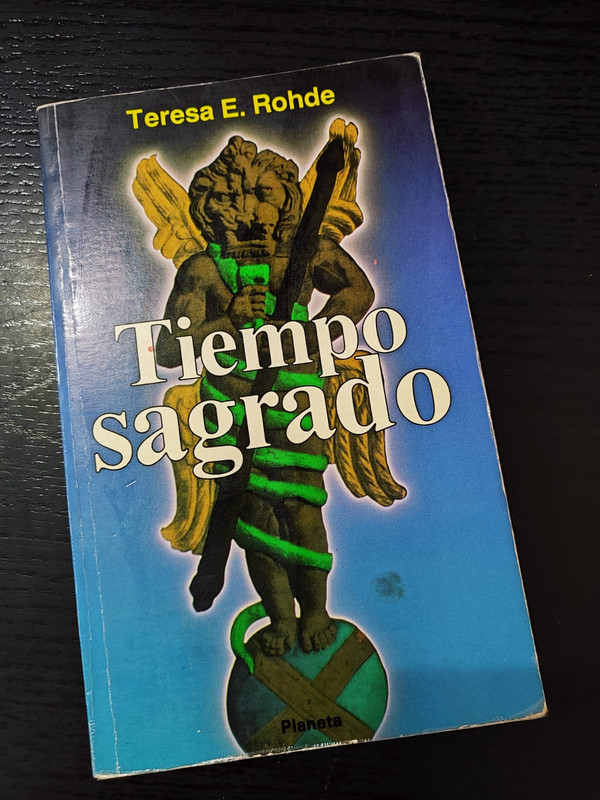 Teresa E. Rohde
Tiempo
sagrado
Planeta